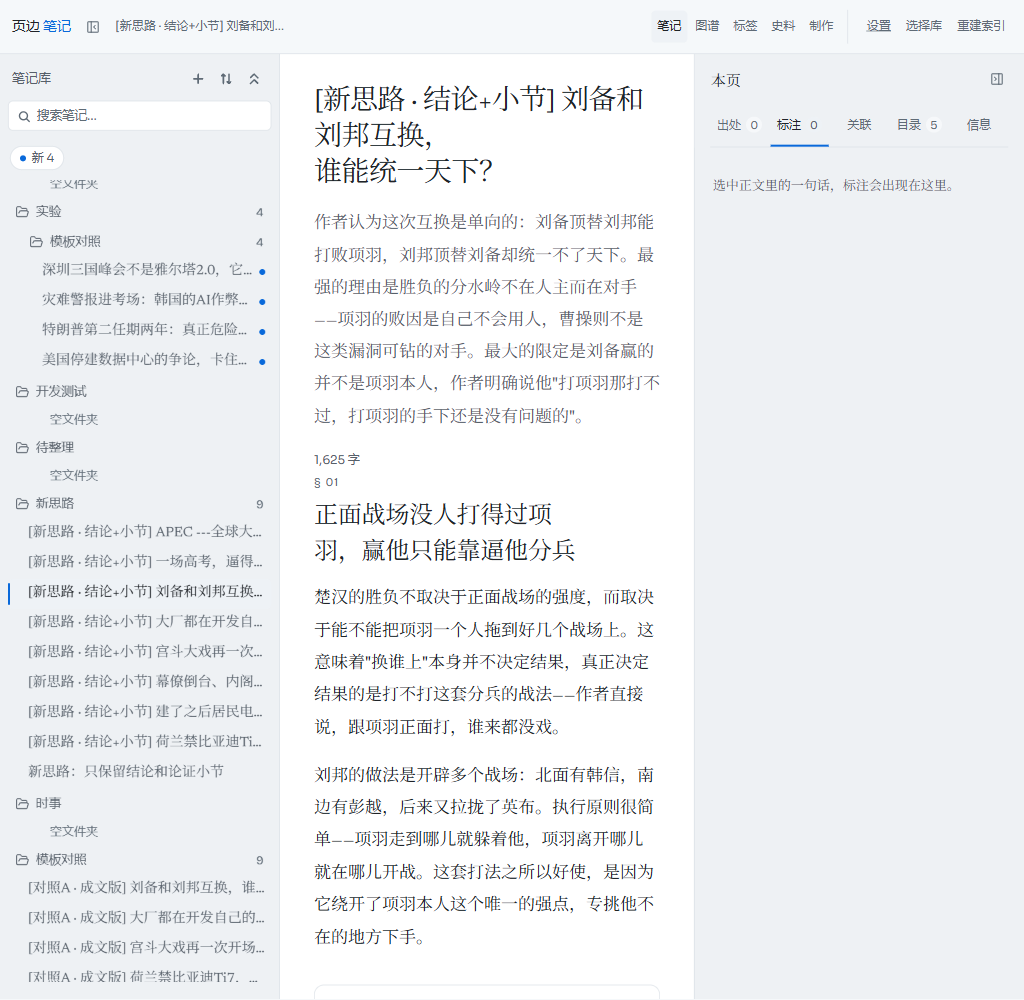 页边 笔记
[新思路 · 结论+小节] 刘备和刘...
笔记 图谱 标签 史料 制作 设置 选择库 重建索引
笔记库
搜索笔记...
新 4
空文件夹
实验 4
模板对照 4
深圳三国峰会不是雅尔塔2.0，它...
灾难警报进考场：韩国的AI作弊...
特朗普第二任期两年：真正危险...
美国停建数据中心的争论，卡住...
开发测试
空文件夹
待整理
空文件夹
新思路 9
[新思路 · 结论+小节] APEC ---全球大...
[新思路 · 结论+小节] 一场高考，逼得...
[新思路 · 结论+小节] 刘备和刘邦互换...
[新思路 · 结论+小节] 大厂都在开发自...
[新思路 · 结论+小节] 宫斗大戏再一次...
[新思路 · 结论+小节] 幕僚倒台、内阁...
[新思路 · 结论+小节] 建了之后居民电...
[新思路 · 结论+小节] 荷兰禁比亚迪Ti...
新思路：只保留结论和论证小节
时事
空文件夹
模板对照 9
[对照A · 成文版] 刘备和刘邦互换，谁...
[对照A · 成文版] 大厂都在开发自己的...
[对照A · 成文版] 宫斗大戏再一次开场...
[对照A · 成文版] 荷兰禁比亚迪Ti7，...
[新思路 · 结论+小节] 刘备和
刘邦互换，
谁能统一天下？
作者认为这次互换是单向的：刘备顶替刘邦能
打败项羽，刘邦顶替刘备却统一不了天下。最
强的理由是胜负的分水岭不在人主而在对手
——项羽的败因是自己不会用人，曹操则不是
这类漏洞可钻的对手。最大的限定是刘备赢的
并不是项羽本人，作者明确说他"打项羽那打不
过，打项羽的手下还是没有问题的"。
1,625 字
§ 01
正面战场没人打得过项
羽，赢他只能靠逼他分兵
楚汉的胜负不取决于正面战场的强度，而取决
于能不能把项羽一个人拖到好几个战场上。这
意味着"换谁上"本身并不决定结果，真正决定
结果的是打不打这套分兵的战法——作者直接
说，跟项羽正面打，谁来都没戏。
刘邦的做法是开辟多个战场：北面有韩信，南
边有彭越，后来又拉拢了英布。执行原则很简
单——项羽走到哪儿就躲着他，项羽离开哪儿
就在哪儿开战。这套打法之所以好使，是因为
它绕开了项羽本人这个唯一的强点，专挑他不
在的地方下手。
本页
出处 0 标注 0 关联 目录 5 信息
选中正文里的一句话，标注会出现在这里。